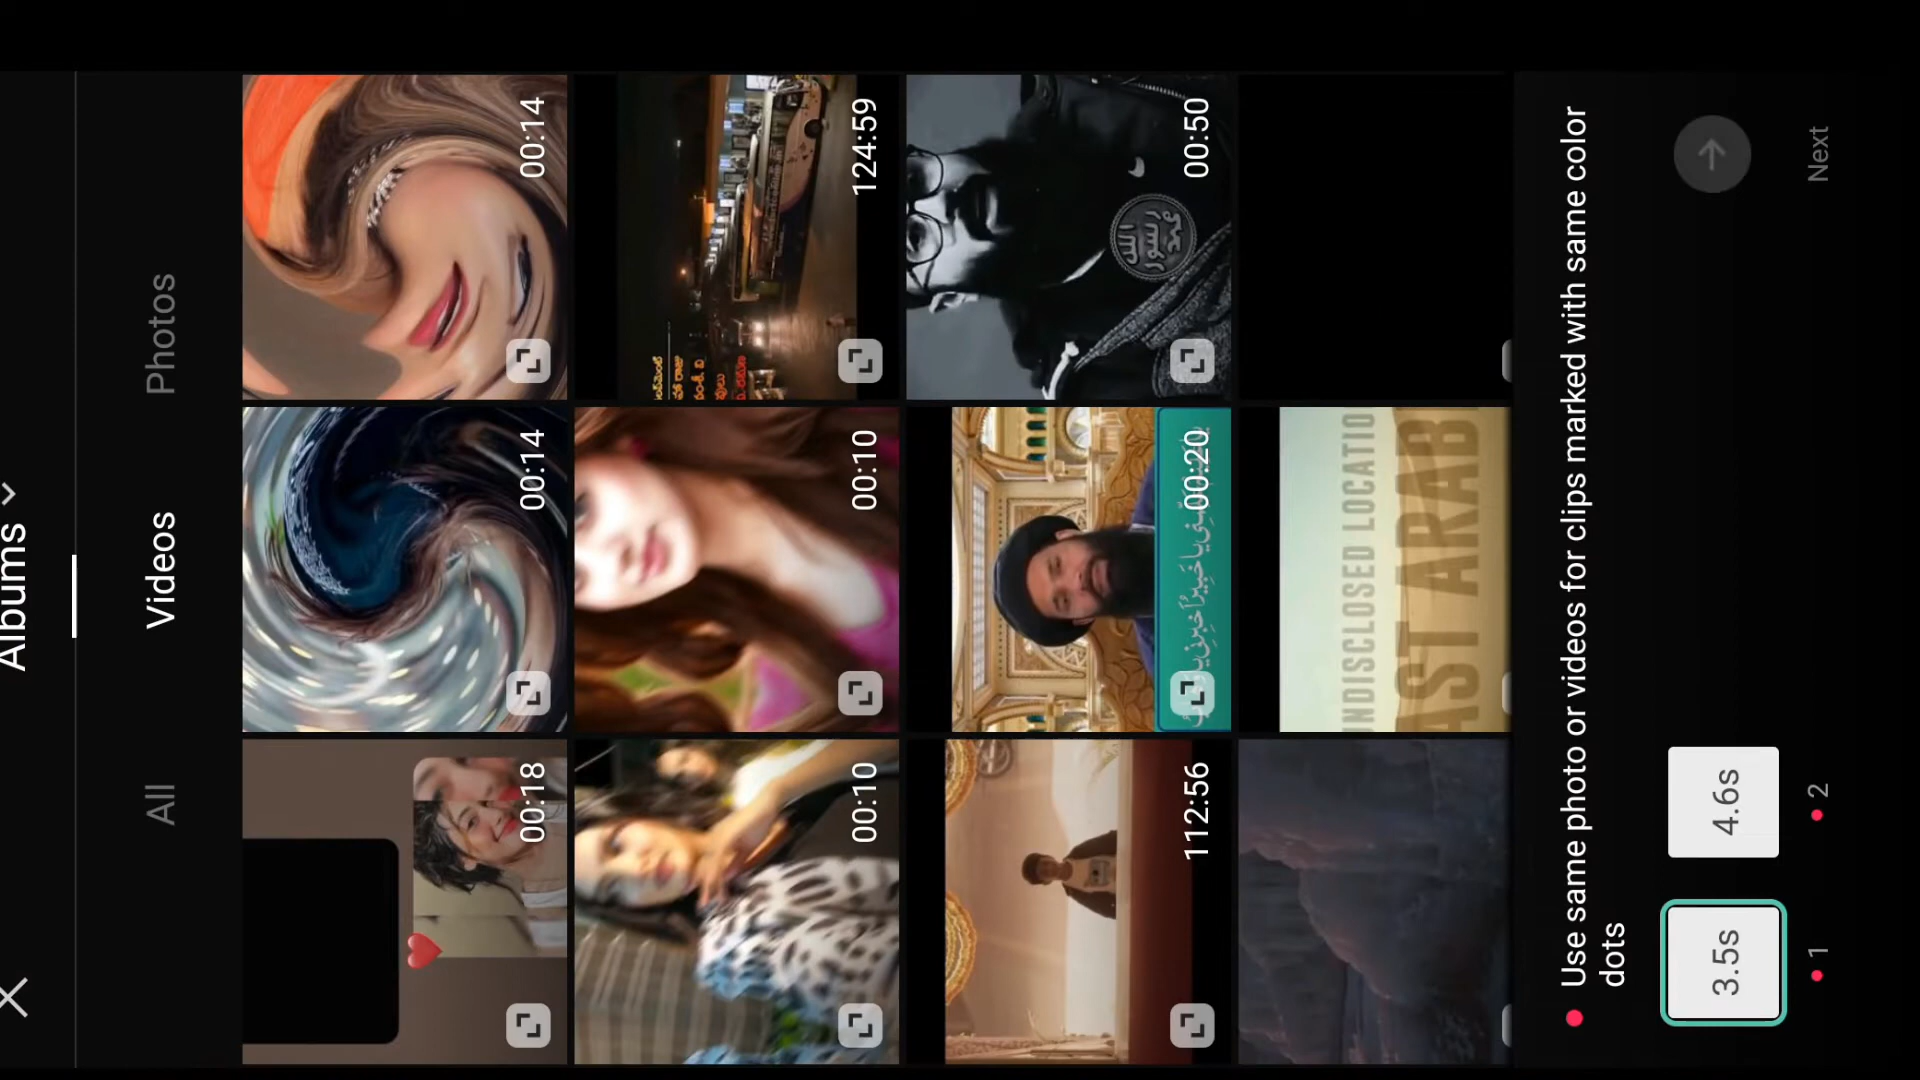 Albums
All
Videos
Photos
00:18
00:14
00:14
00:10
00:10
124:59
112:56
00:20
00:50
NDISCLOSED LOCATIO
AST ARAB
Use same photo or videos for clips marked with same color
dots
3.5s
4.6s
1
2
Next